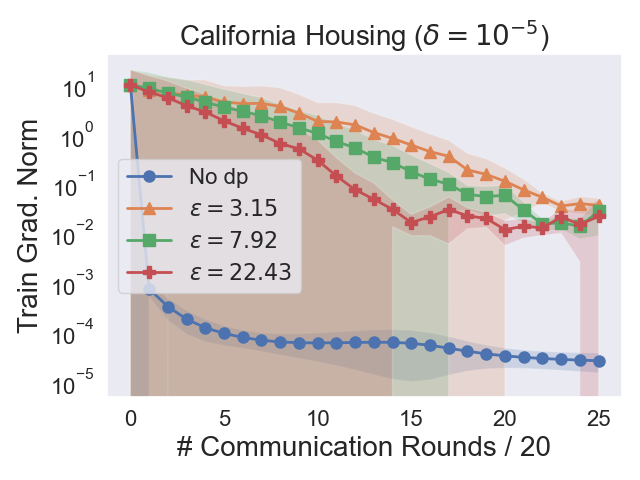 California Housing (δ = 10⁻⁵)
Train Grad. Norm
10¹
10⁰
10⁻¹
10⁻²
10⁻³
10⁻⁴
10⁻⁵
No dp
ε = 3.15
ε = 7.92
ε = 22.43
0 5 10 15 20 25
# Communication Rounds / 20